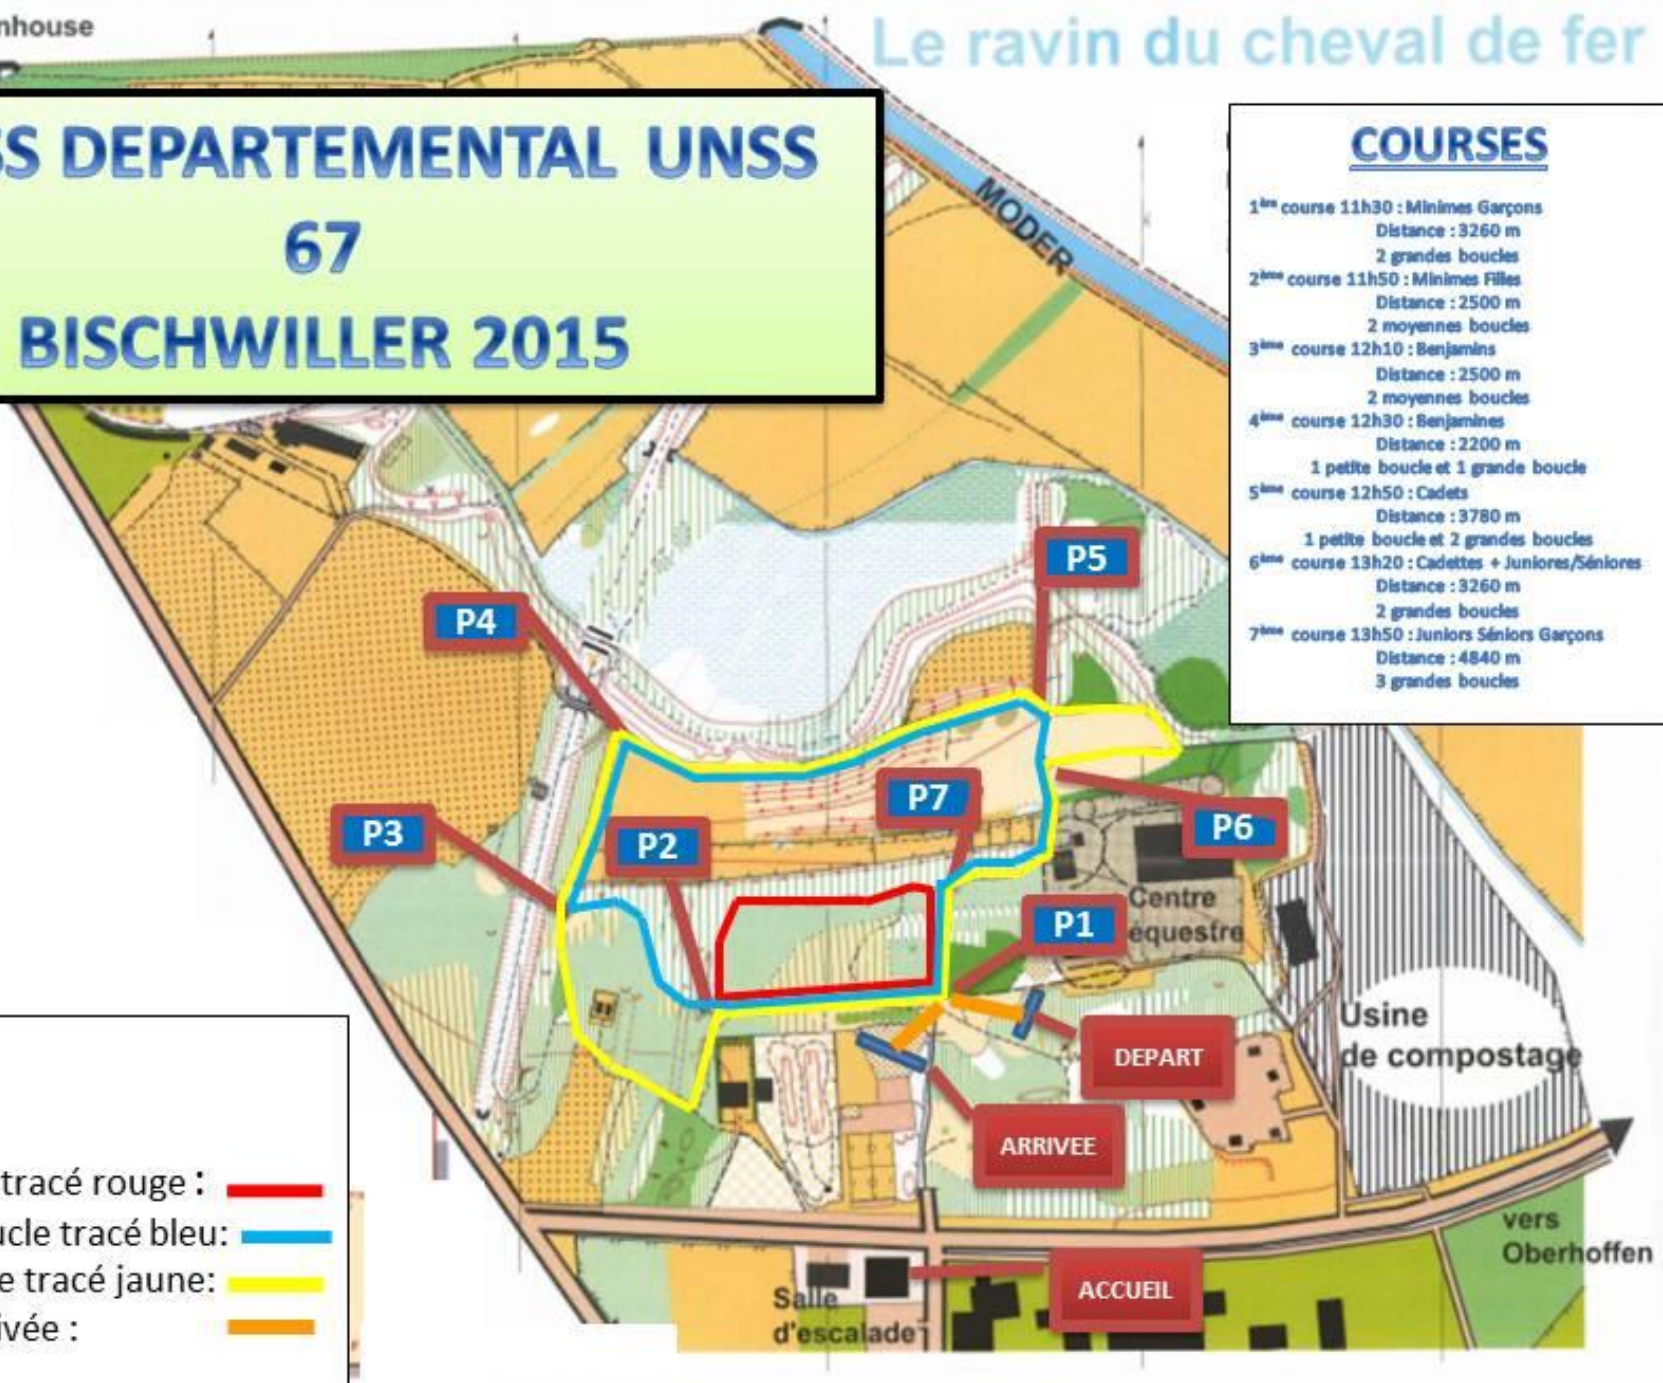 nhouse
Le ravin du cheval de fer
SS DEPARTEMENTAL UNSS
67
BISCHWILLER 2015
MODER
COURSES
1ère course 11h30 : Minimes Garçons
Distance : 3260 m
2 grandes boucles
2ème course 11h50 : Minimes Filles
Distance : 2500 m
2 moyennes boucles
3ème course 12h10 : Benjamins
Distance : 2500 m
2 moyennes boucles
4ème course 12h30 : Benjamines
Distance : 2200 m
1 petite boucle et 1 grande boucle
5ème course 12h50 : Cadets
Distance : 3780 m
1 petite boucle et 2 grandes boucles
6ème course 13h20 : Cadettes + Juniores/Séniores
Distance : 3260 m
2 grandes boucles
7ème course 13h50 : Juniors Séniors Garçons
Distance : 4840 m
3 grandes boucles
P5
P4
P7
P6
P3
P2
P1
Centre
équestre
Usine
de compostage
DEPART
ARRIVEE
tracé rouge :
ucle tracé bleu:
e tracé jaune:
ivée :
vers
Oberhoffen
ACCUEIL
Salle
d'escalade